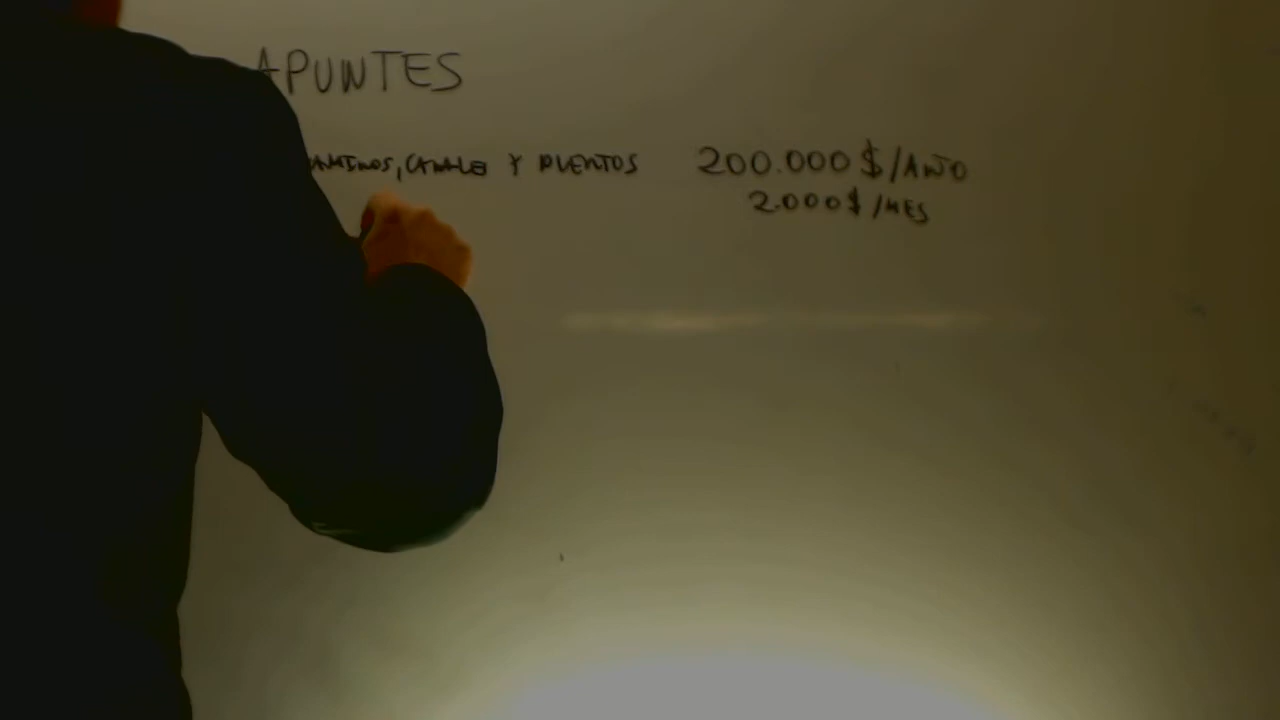 APUNTES
AMINOS, CANALES Y PUENTOS 200.000 $/AÑO
2.000 $/MES